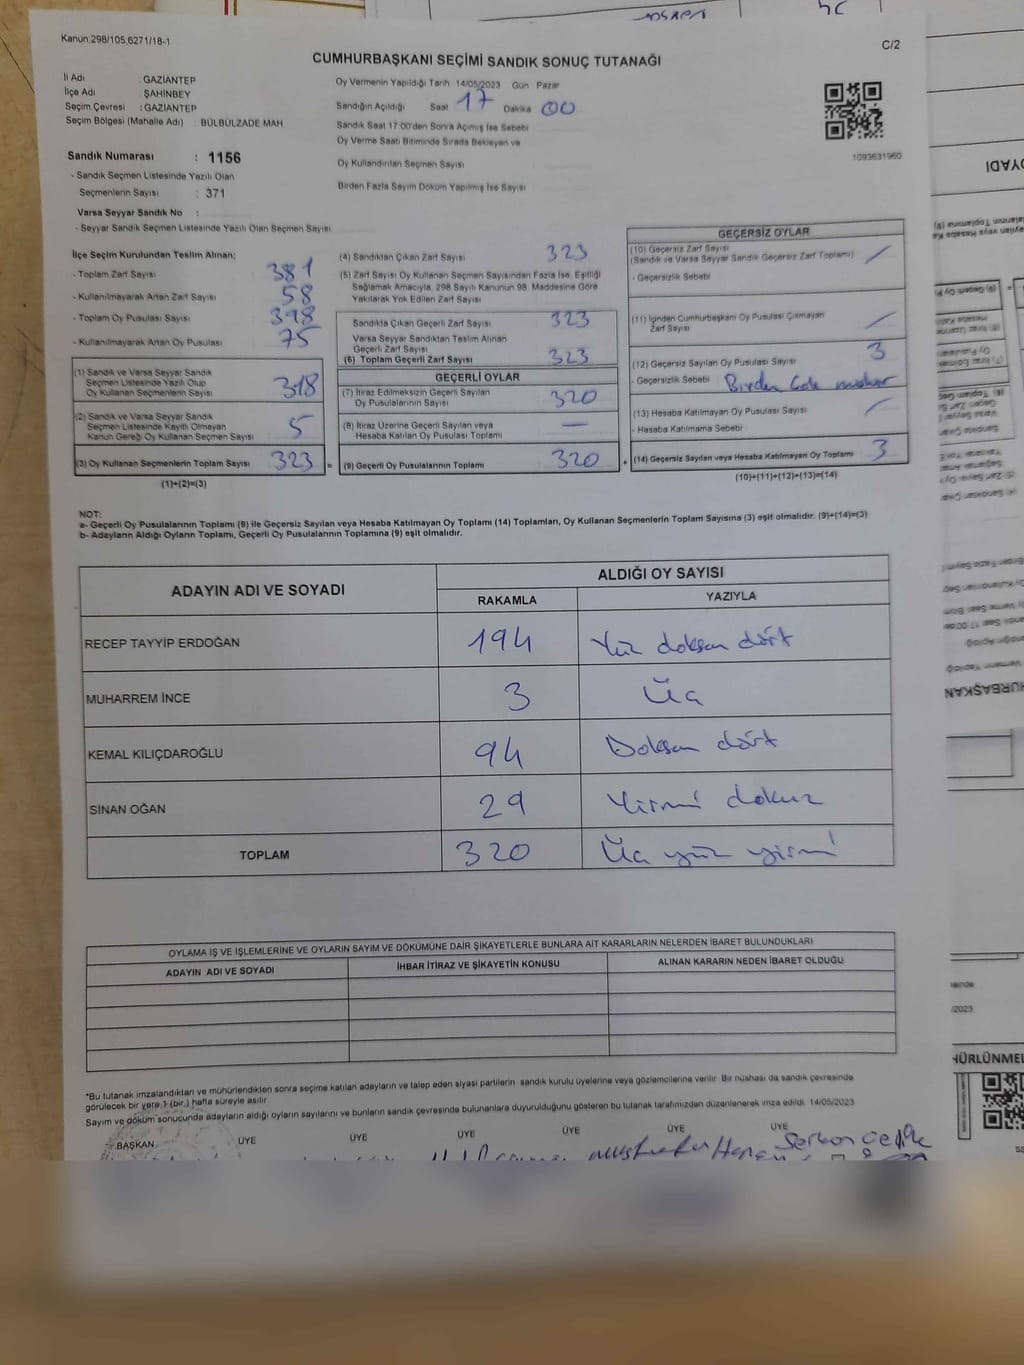 Kanun:298/105,6271/18-1
C/2
CUMHURBAŞKANI SEÇİMİ SANDIK SONUÇ TUTANAĞI
İl Adı : GAZİANTEP
İlçe Adı ŞAHİNBEY
Seçim Çevresi : GAZİANTEP
Seçim Bölgesi (Mahalle Adı) : BÜLBÜLZADE MAH
Oy Vermenin Yapıldığı Tarih 14/05/2023 Gün Pazar
Sandığın Açıldığı Saat 17 Dakika 00
Sandık Saat 17:00'den Sonra Açılmış İse Sebebi
Oy Verme Saati Bitiminde Sırada Bekleyen ve
Oy Kullandırılan Seçmen Sayısı
Birden Fazla Sayım Döküm Yapılmış İse Sayısı
1093631960
Sandık Numarası : 1156
- Sandık Seçmen Listesinde Yazılı Olan
Seçmenlerin Sayısı : 371
Varsa Seyyar Sandık No :
- Seyyar Sandık Seçmen Listesinde Yazılı Olan Seçmen Sayısı
İlçe Seçim Kurulundan Teslim Alınan;
- Toplam Zarf Sayısı 381
- Kullanılmayarak Artan Zarf Sayısı 58
- Toplam Oy Pusulası Sayısı 398
- Kullanılmayarak Artan Oy Pusulası 75
(1) Sandık ve Varsa Seyyar Sandık
Seçmen Listesinde Yazılı Olup
Oy Kullanan Seçmenlerin Sayısı 318
(2) Sandık ve Varsa Seyyar Sandık
Seçmen Listesinde Kayıtlı Olmayan
Kanun Gereği Oy Kullanan Seçmen Sayısı 5
(3) Oy Kullanan Seçmenlerin Toplam Sayısı 323 =
(1)+(2)=(3)
(4) Sandıktan Çıkan Zarf Sayısı 323
(5) Zarf Sayısı Oy Kullanan Seçmen Sayısından Fazla İse, Eşitliği
Sağlamak Amacıyla, 298 Sayılı Kanunun 98. Maddesine Göre
Yakılarak Yok Edilen Zarf Sayısı
Sandıkta Çıkan Geçerli Zarf Sayısı 323
Varsa Seyyar Sandıktan Teslim Alınan
Geçerli Zarf Sayısı
(6) Toplam Geçerli Zarf Sayısı 323
GEÇERLİ OYLAR
(7) İtiraz Edilmeksizin Geçerli Sayılan
Oy Pusulalarının Sayısı 320
(8) İtiraz Üzerine Geçerli Sayılan veya
Hesaba Katılan Oy Pusulası Toplamı —
(9) Geçerli Oy Pusulalarının Toplamı 320 +
GEÇERSİZ OYLAR
(10) Geçersiz Zarf Sayısı
(Sandık ve Varsa Seyyar Sandık Geçersiz Zarf Toplamı) /
- Geçersizlik Sebebi
(11) İçinden Cumhurbaşkanı Oy Pusulası Çıkmayan
Zarf Sayısı /
(12) Geçersiz Sayılan Oy Pusulası Sayısı 3
- Geçersizlik Sebebi Birden Çok mühür
(13) Hesaba Katılmayan Oy Pusulası Sayısı /
- Hesaba Katılmama Sebebi
(14) Geçersiz Sayılan veya Hesaba Katılmayan Oy Toplamı 3
(10)+(11)+(12)+(13)=(14)
NOT:
a- Geçerli Oy Pusulalarının Toplamı (9) ile Geçersiz Sayılan veya Hesaba Katılmayan Oy Toplamı (14) Toplamları, Oy Kullanan Seçmenlerin Toplam Sayısına (3) eşit olmalıdır. (9)+(14)=(3)
b- Adayların Aldığı Oyların Toplamı, Geçerli Oy Pusulalarının Toplamına (9) eşit olmalıdır.
ADAYIN ADI VE SOYADI
ALDIĞI OY SAYISI
RAKAMLA YAZIYLA
RECEP TAYYİP ERDOĞAN 194 Yüz doksan dört
MUHARREM İNCE 3 Üç
KEMAL KILIÇDAROĞLU 94 Doksan dört
SİNAN OĞAN 29 Yirmi dokuz
TOPLAM 320 Üç yüz yirmi
OYLAMA İŞ VE İŞLEMLERİNE VE OYLARIN SAYIM VE DÖKÜMÜNE DAİR ŞİKAYETLERLE BUNLARA AİT KARARLARIN NELERDEN İBARET BULUNDUKLARI
ADAYIN ADI VE SOYADI İHBAR İTİRAZ VE ŞİKAYETİN KONUSU ALINAN KARARIN NEDEN İBARET OLDUĞU
*Bu tutanak imzalandıktan ve mühürlendikten sonra seçime katılan adayların ve talep eden siyasi partilerin sandık kurulu üyelerine veya gözlemcilerine verilir. Bir nüshası da sandık çevresinde
görülecek bir yere 1 (bir.) hafta süreyle asılır.
Sayım ve döküm sonucunda adayların aldığı oyların sayılarını ve bunların sandık çevresinde bulunanlara duyurulduğunu gösteren bu tutanak tarafımızdan düzenlenerek imza edildi. 14/05/2023
BAŞKAN ÜYE ÜYE ÜYE ÜYE ÜYE ÜYE